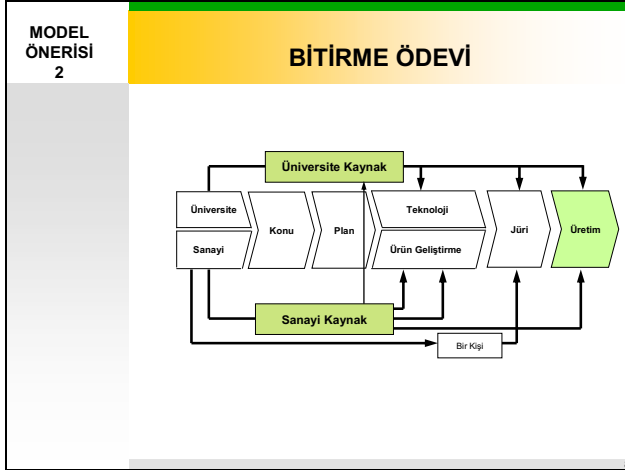 MODEL
ÖNERİSİ
2
BİTİRME ÖDEVİ
Üniversite Kaynak
Üniversite
Sanayi
Konu
Plan
Teknoloji
Ürün Geliştirme
Jüri
Üretim
Sanayi Kaynak
Bir Kişi